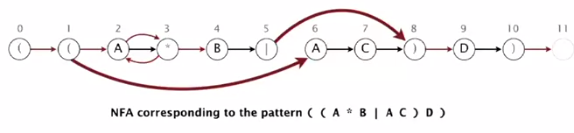 0 1 2 3 4 5 6 7 8 9 10 11
( ( A * B | A C ) D )
NFA corresponding to the pattern ( ( A * B | A C ) D )